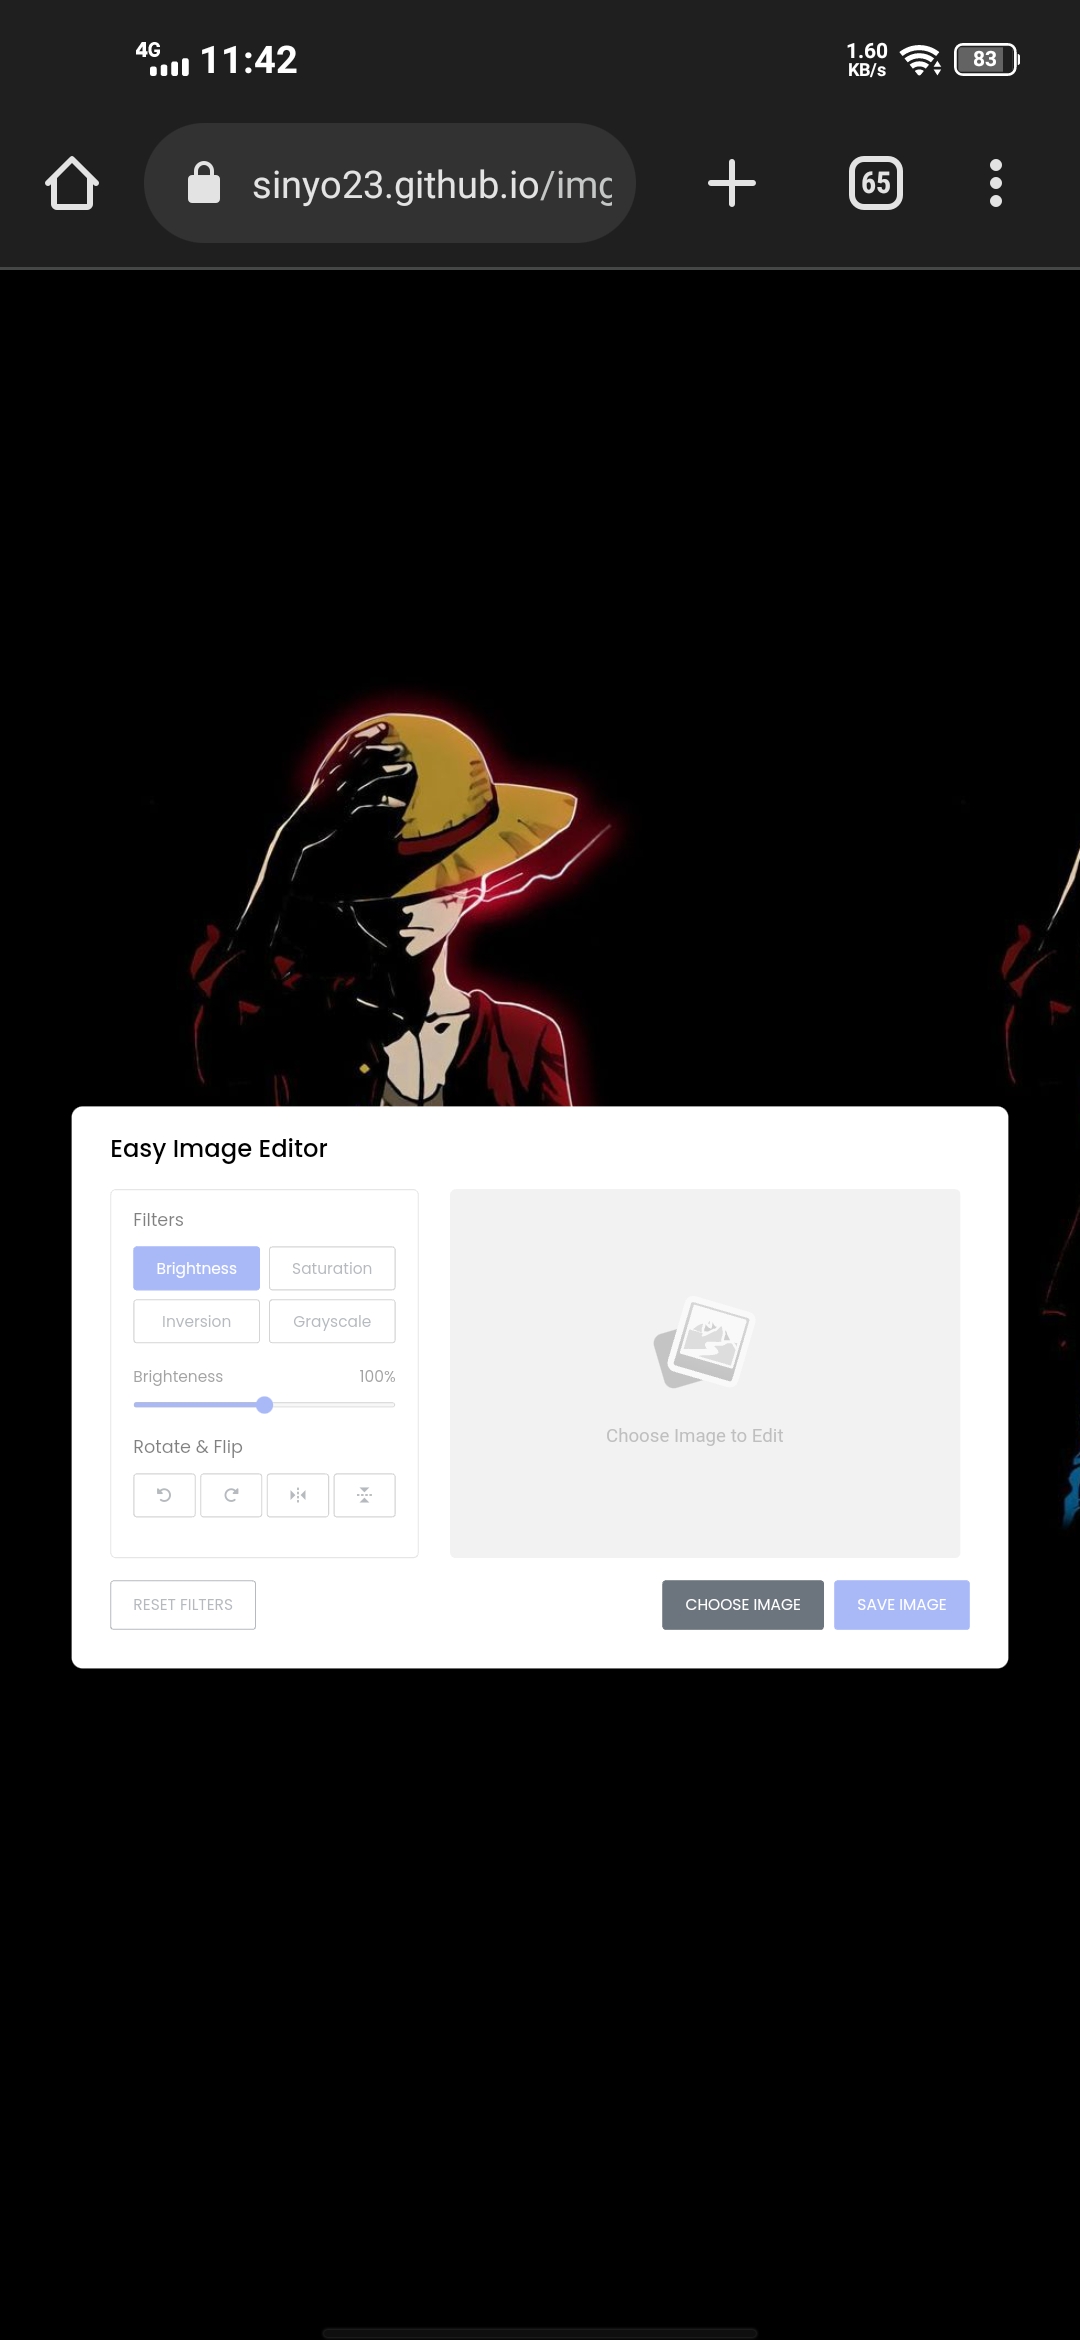 4G 11:42 1.60 KB/s 83
sinyo23.github.io/img 65
Easy Image Editor
Filters
Brightness Saturation
Inversion Grayscale
Brighteness 100%
Rotate & Flip
Choose Image to Edit
RESET FILTERS CHOOSE IMAGE SAVE IMAGE